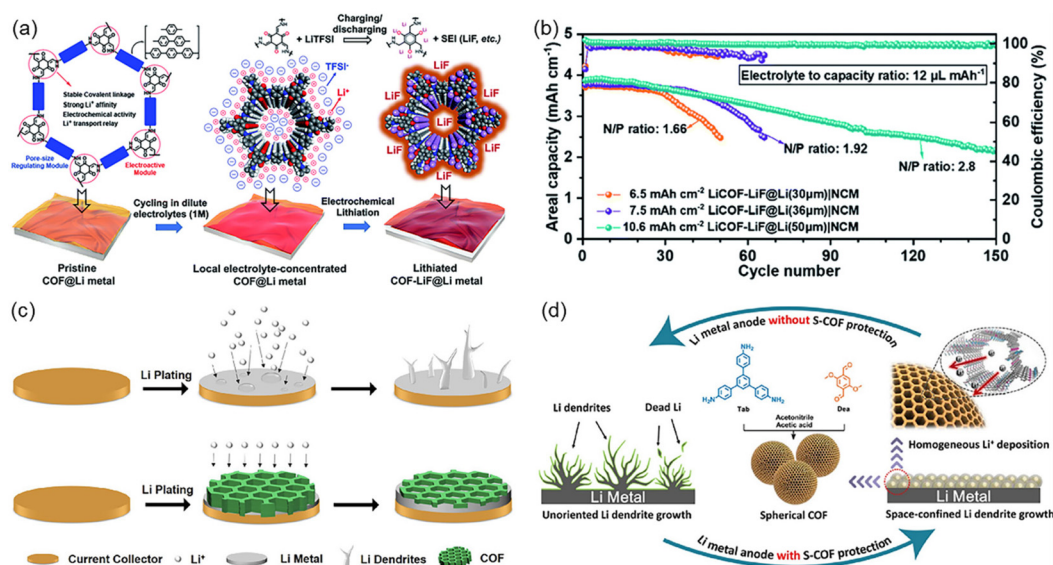 (a)
+ LiTFSI
Charging/
discharging
+ SEI (LiF, etc.)
Stable Covalent linkage
Strong Li⁺ affinity
Electrochemical activity
Li⁺ transport relay
Pore-size
Regulating Module
Electroactive
Module
TFSI⁻
Li⁺
LiF
LiF
LiF
LiF
LiF
LiF
LiF
Cycling in dilute
electrolytes (1M)
Electrochemical
Lithiation
Pristine
COF@Li metal
Local electrolyte-concentrated
COF@Li metal
Lithiated
COF-LiF@Li metal
(b)
Areal capacity (mAh cm⁻²)
5
4
3
2
1
0
Electrolyte to capacity ratio: 12 μL mAh⁻¹
N/P ratio: 1.66
N/P ratio: 1.92
N/P ratio: 2.8
6.5 mAh cm⁻² LiCOF-LiF@Li(30μm)|NCM
7.5 mAh cm⁻² LiCOF-LiF@Li(36μm)|NCM
10.6 mAh cm⁻² LiCOF-LiF@Li(50μm)|NCM
0 30 60 90 120 150
Cycle number
100
80
60
40
20
0
Coulombic efficiency (%)
(c)
Li Plating
Li Plating
Current Collector
Li⁺
Li Metal
Li Dendrites
COF
(d)
Li metal anode without S-COF protection
NH₂
H₂N
NH₂
Tab
Dea
Acetonitrile
Acetic acid
Li dendrites
Dead Li
Li Metal
Unoriented Li dendrite growth
Spherical COF
Homogeneous Li⁺ deposition
Li Metal
Space-confined Li dendrite growth
Li metal anode with S-COF protection